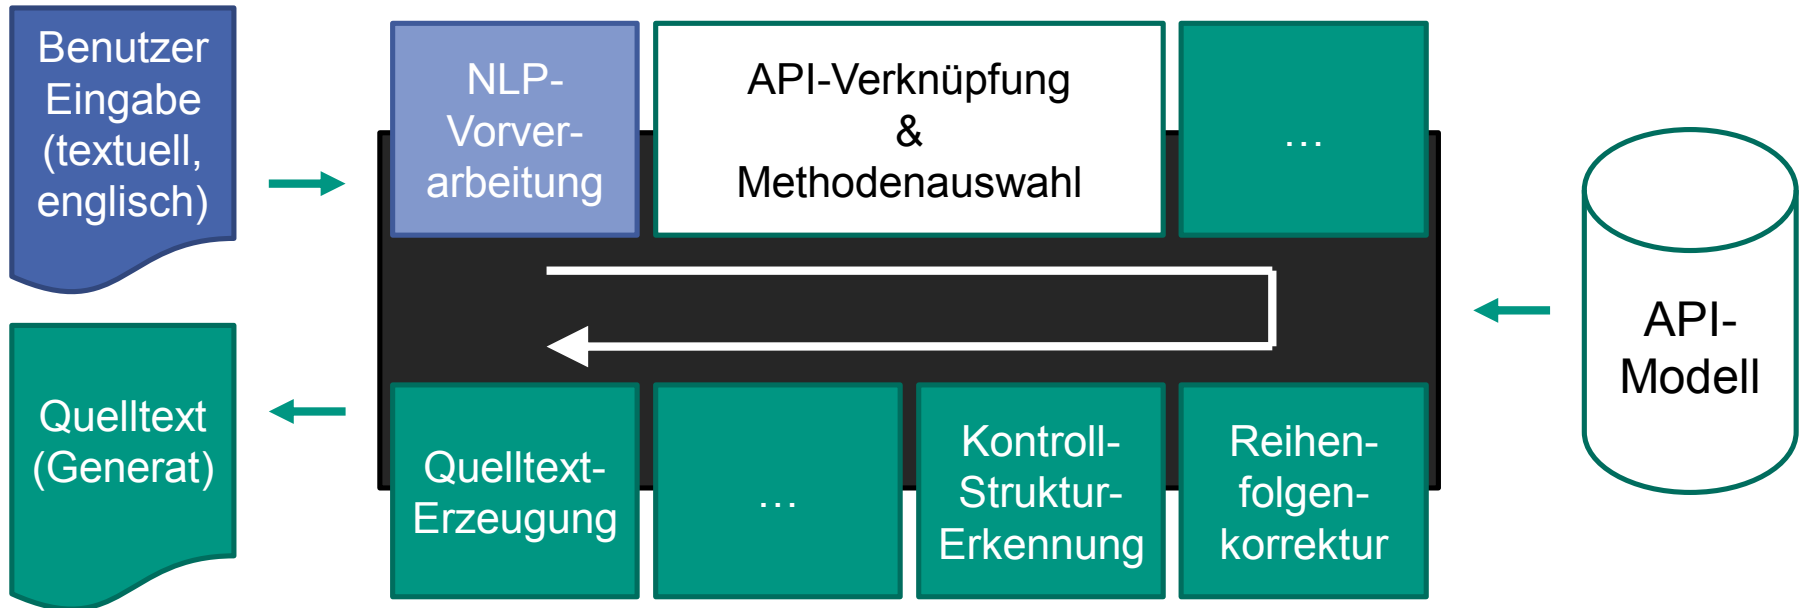 Benutzer
Eingabe
(textuell,
englisch)
NLP-
Vorver-
arbeitung
API-Verknüpfung
&
Methodenauswahl
...
API-
Modell
Quelltext
(Generat)
Quelltext-
Erzeugung
...
Kontroll-
Struktur-
Erkennung
Reihen-
folgen-
korrektur